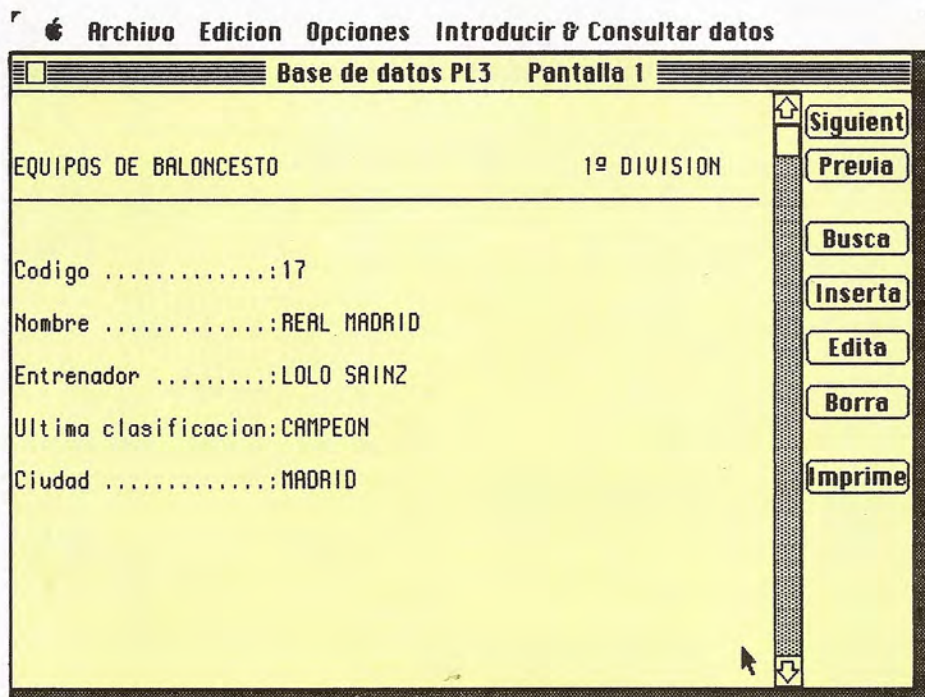 Archivo Edicion Opciones Introducir & Consultar datos
Base de datos PL3 Pantalla 1
EQUIPOS DE BALONCESTO 1º DIVISION
Codigo .............:17
Nombre .............:REAL MADRID
Entrenador .........:LOLO SAINZ
Ultima clasificacion:CAMPEON
Ciudad .............:MADRID
Siguient
Previa
Busca
Inserta
Edita
Borra
Imprime